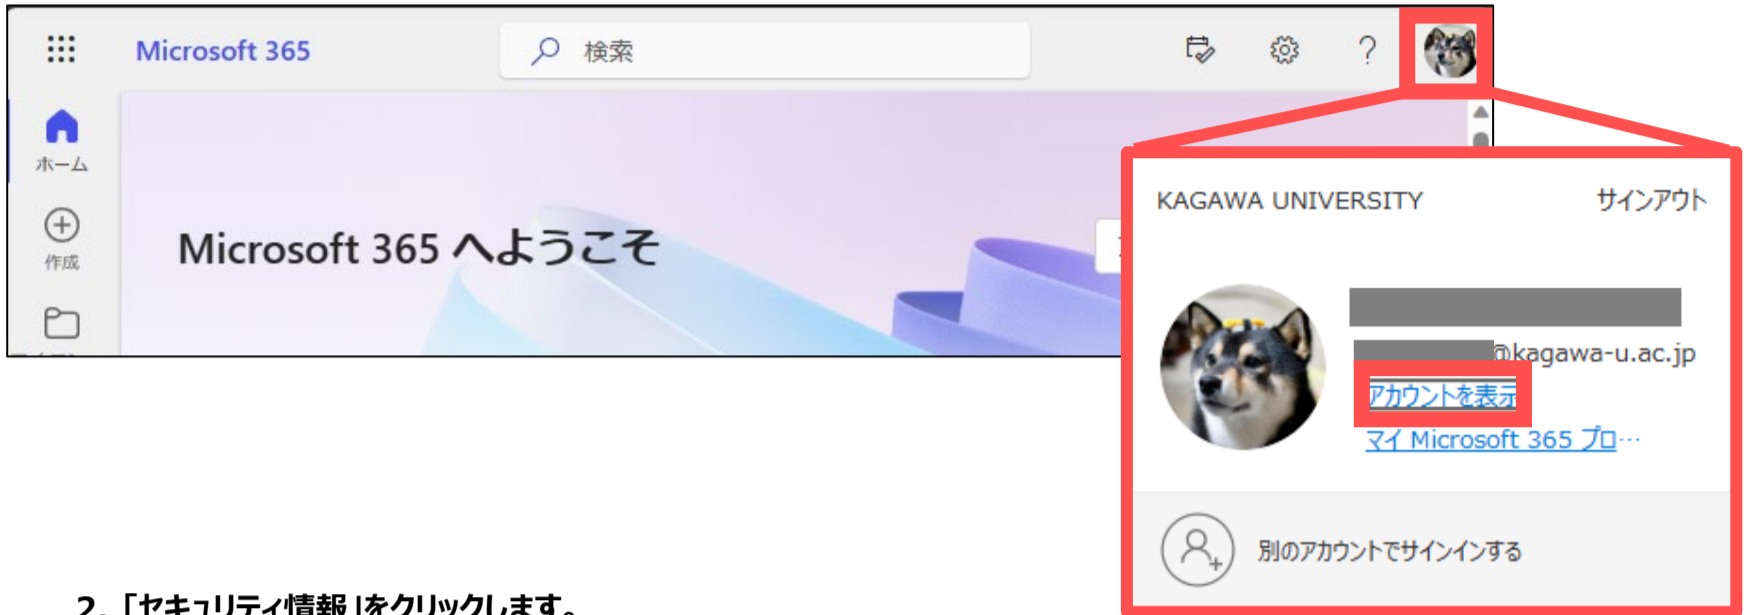 Microsoft 365
検索
?
ホーム
作成
Microsoft 365 へようこそ
KAGAWA UNIVERSITY サインアウト
@kagawa-u.ac.jp
アカウントを表示
マイ Microsoft 365 プロ…
別のアカウントでサインインする
2.「セキュリティ情報」をクリックします。